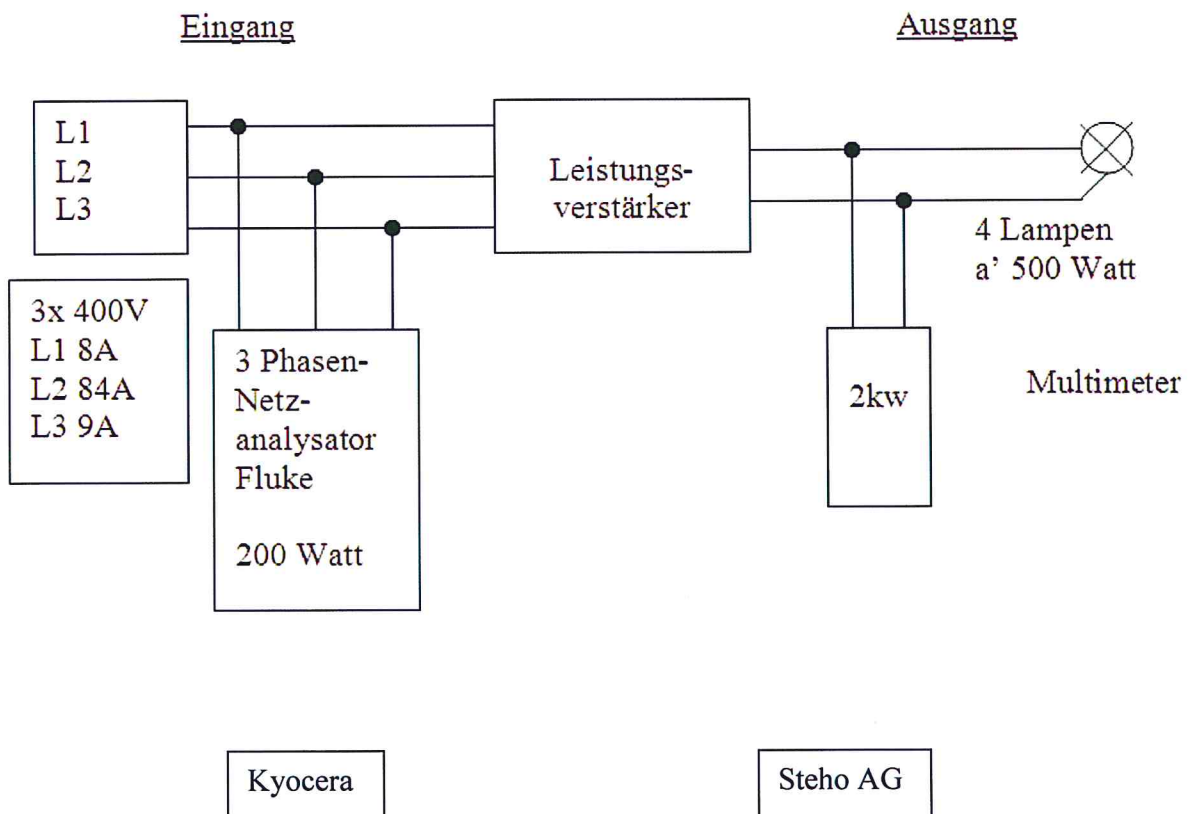 Eingang
Ausgang
L1
L2
L3
Leistungs-
verstärker
4 Lampen
a’ 500 Watt
3x 400V
L1 8A
L2 84A
L3 9A
3 Phasen-
Netz-
analysator
Fluke
200 Watt
2kw
Multimeter
Kyocera
Steho AG